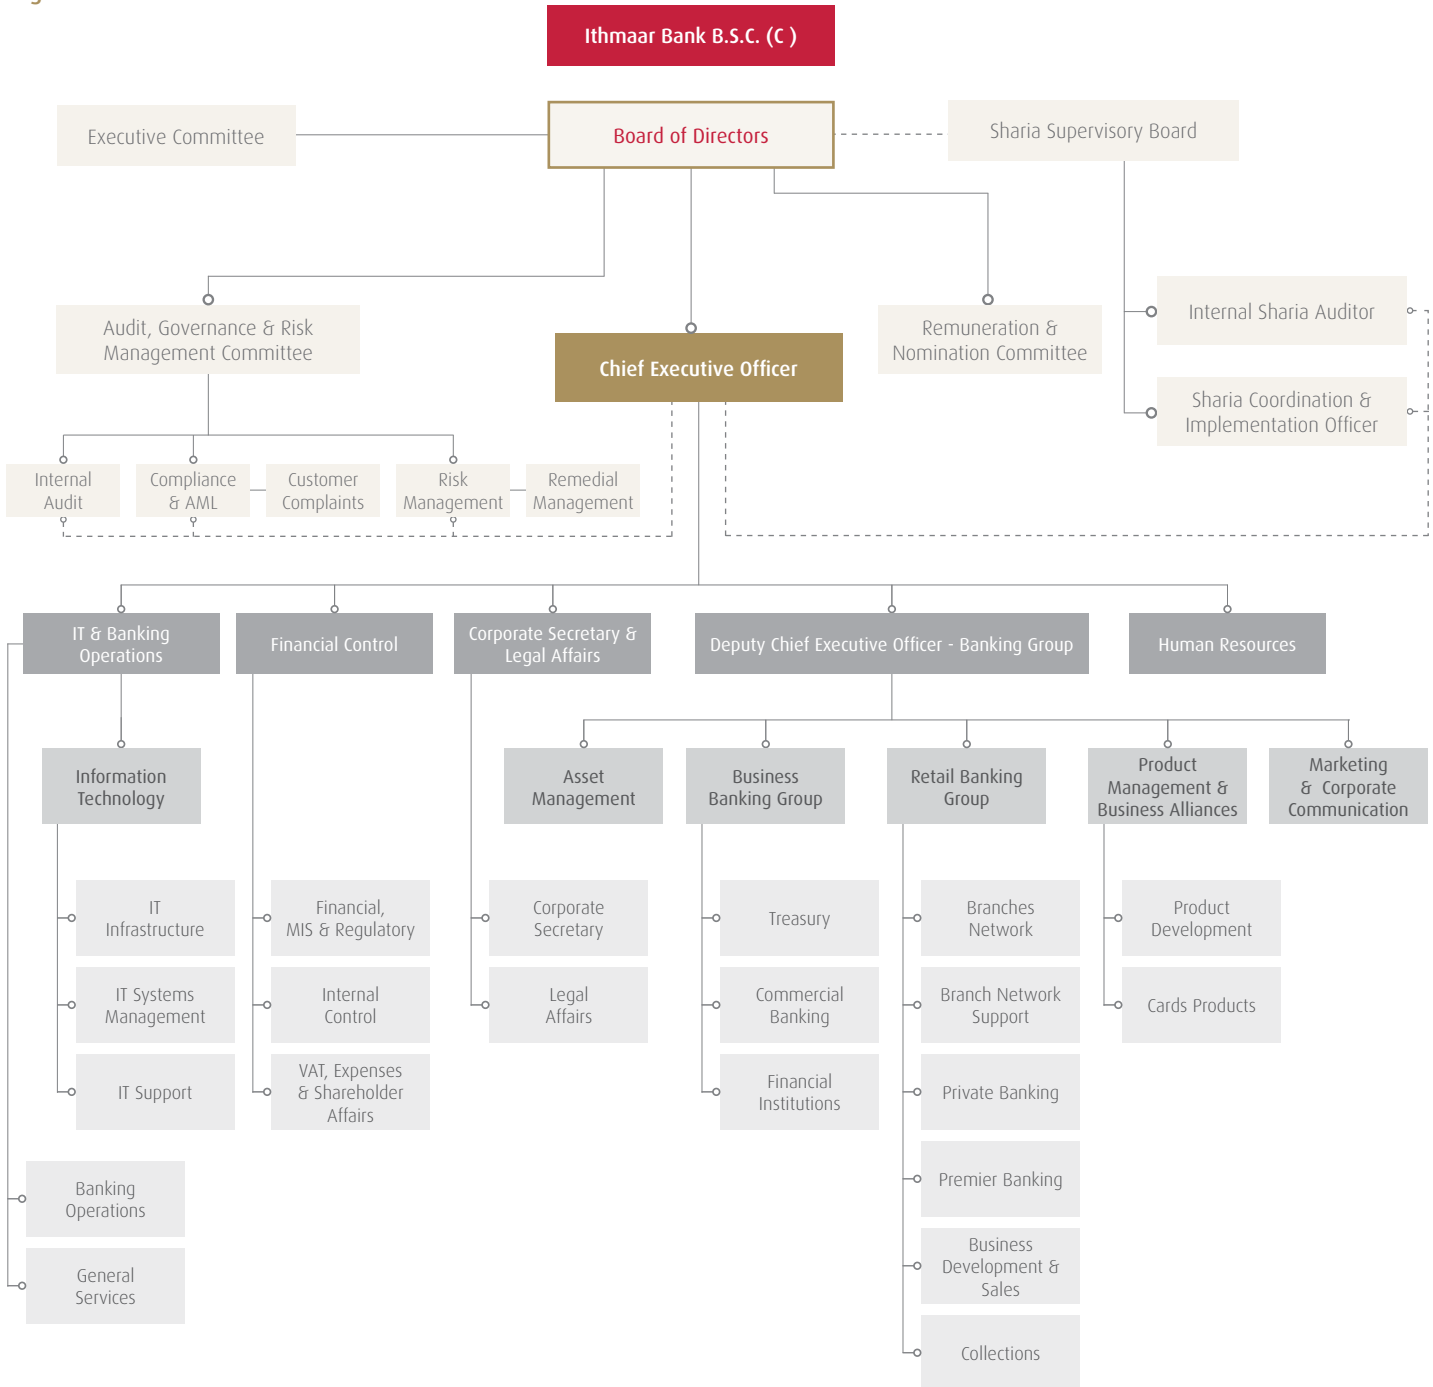 Ithmaar Bank B.S.C. (C )
Executive Committee
Board of Directors
Sharia Supervisory Board
Audit, Governance & Risk
Management Committee
Chief Executive Officer
Remuneration &
Nomination Committee
Internal Sharia Auditor
Sharia Coordination &
Implementation Officer
Internal
Audit
Compliance
& AML
Customer
Complaints
Risk
Management
Remedial
Management
IT & Banking
Operations
Financial Control
Corporate Secretary &
Legal Affairs
Deputy Chief Executive Officer - Banking Group
Human Resources
Information
Technology
Asset
Management
Business
Banking Group
Retail Banking
Group
Product
Management &
Business Alliances
Marketing
& Corporate
Communication
IT
Infrastructure
Financial,
MIS & Regulatory
Corporate
Secretary
Treasury
Branches
Network
Product
Development
IT Systems
Management
Internal
Control
Legal
Affairs
Commercial
Banking
Branch Network
Support
Cards Products
IT Support
VAT, Expenses
& Shareholder
Affairs
Financial
Institutions
Private Banking
Banking
Operations
Premier Banking
General
Services
Business
Development &
Sales
Collections